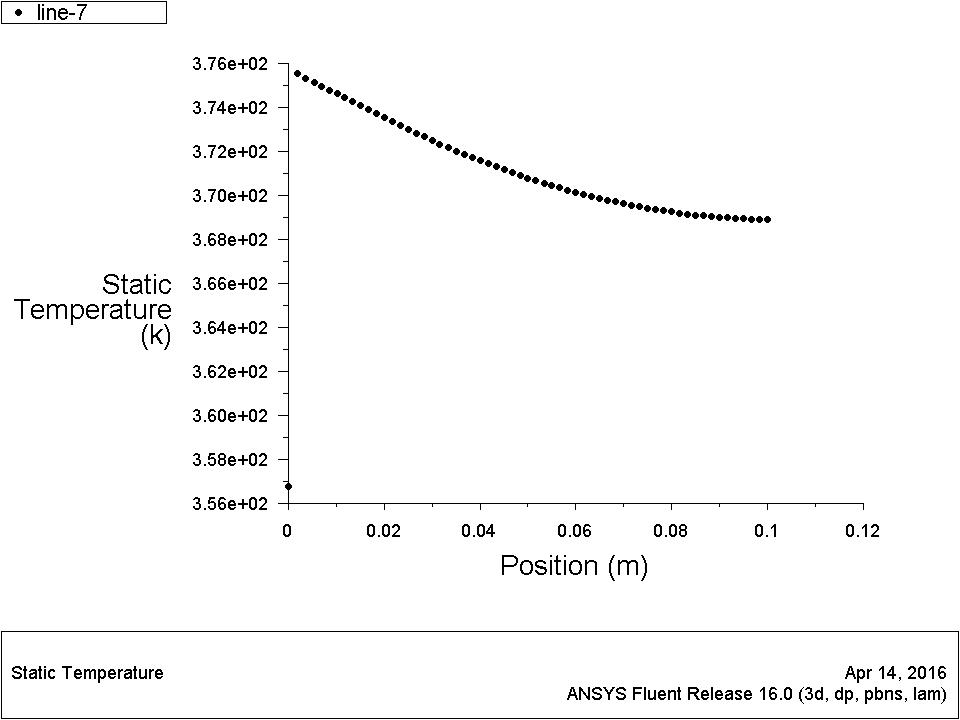 line-7
3.76e+02
3.74e+02
3.72e+02
3.70e+02
3.68e+02
3.66e+02
3.64e+02
3.62e+02
3.60e+02
3.58e+02
3.56e+02
Static
Temperature
(k)
0 0.02 0.04 0.06 0.08 0.1 0.12
Position (m)
Static Temperature
Apr 14, 2016
ANSYS Fluent Release 16.0 (3d, dp, pbns, lam)